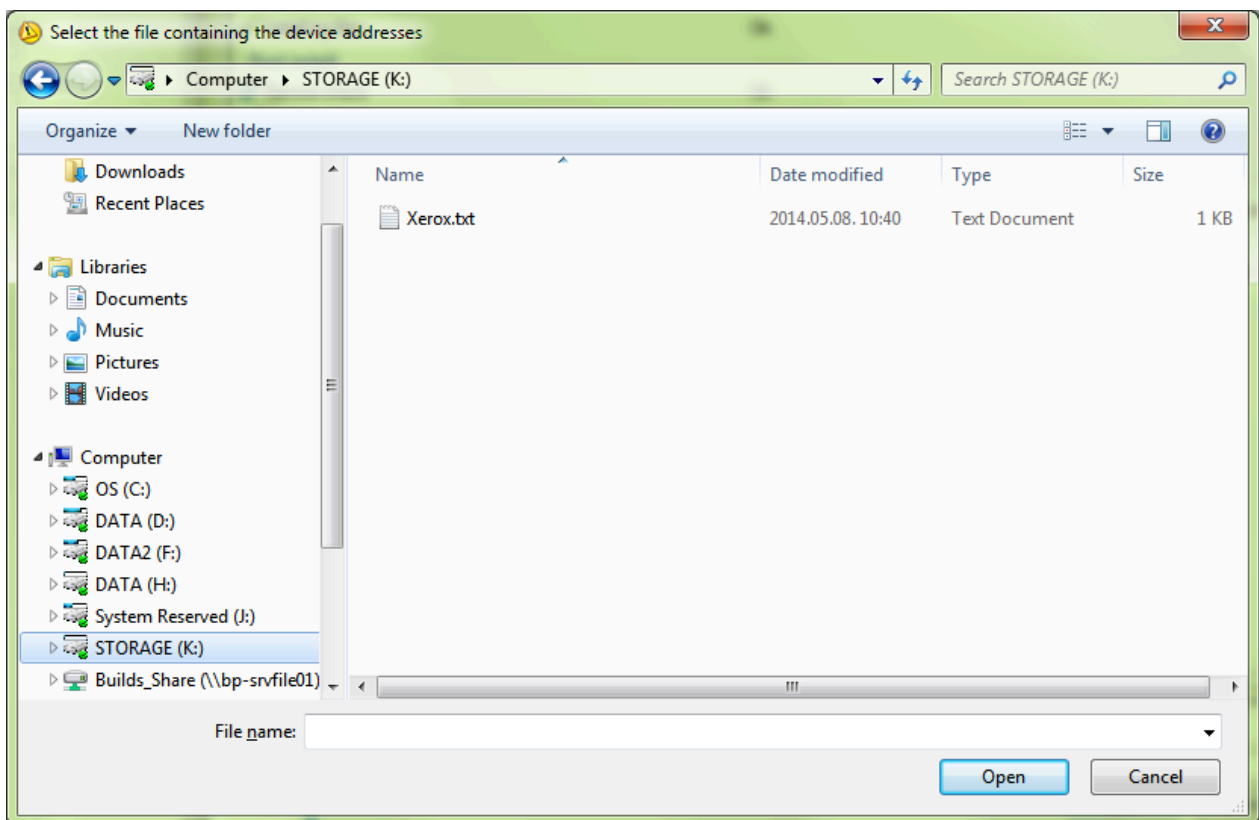 Select the file containing the device addresses
Computer STORAGE (K:) Search STORAGE (K:)
Organize New folder
Downloads
Recent Places
Libraries
Documents
Music
Pictures
Videos
Computer
OS (C:)
DATA (D:)
DATA2 (F:)
DATA (H:)
System Reserved (J:)
STORAGE (K:)
Builds_Share (\\bp-srvfile01)
Name Date modified Type Size
Xerox.txt 2014.05.08. 10:40 Text Document 1 KB
File name:
Open Cancel